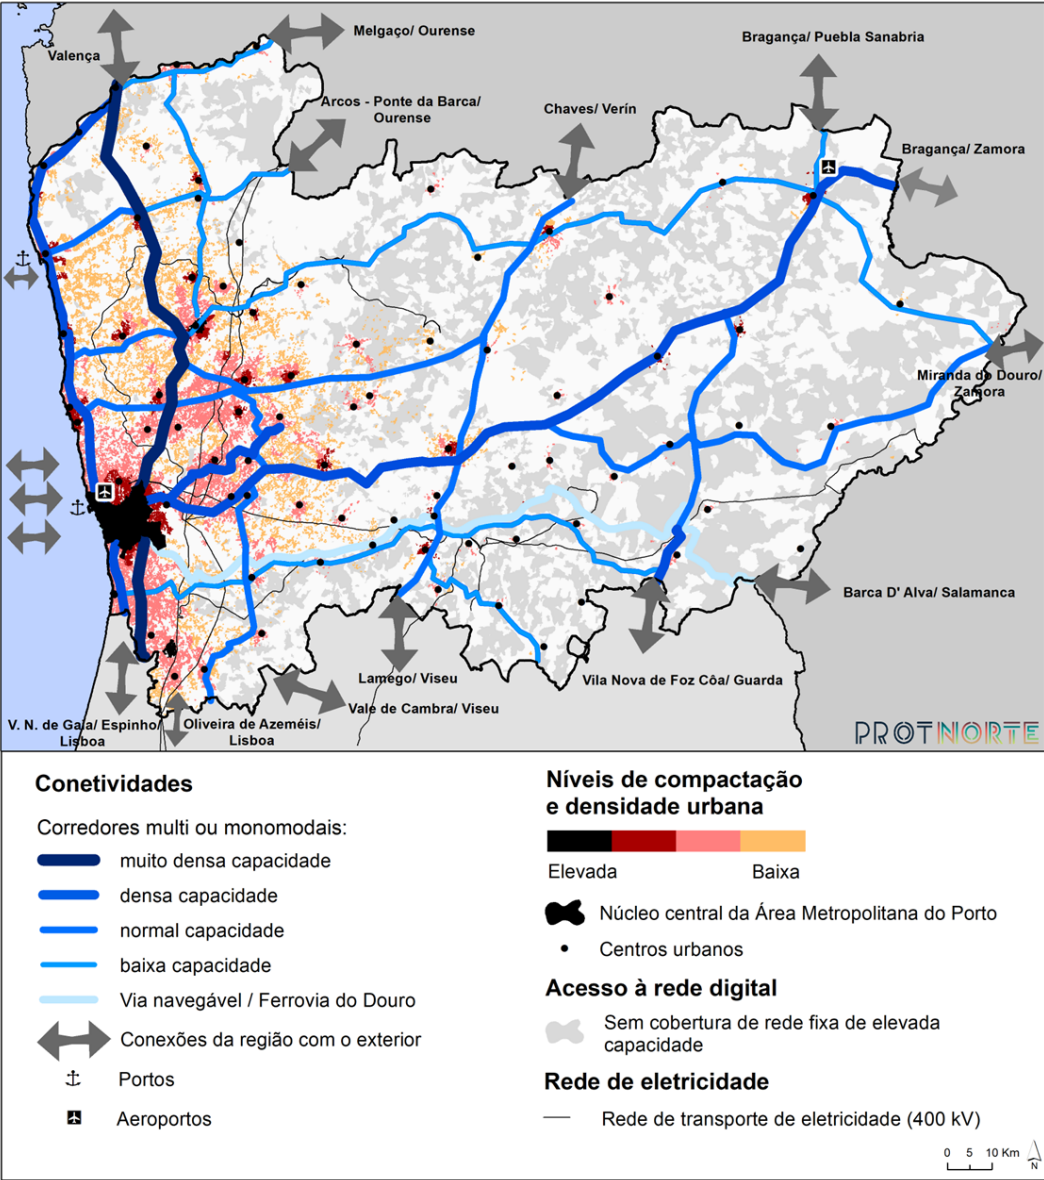 Valença
Melgaço/ Ourense
Bragança/ Puebla Sanabria
Arcos - Ponte da Barca/
Ourense
Chaves/ Verín
Bragança/ Zamora
Miranda do Douro/
Zamora
Barca D' Alva/ Salamanca
Lamego/ Viseu
Vila Nova de Foz Côa/ Guarda
Vale de Cambra/ Viseu
V. N. de Gaia/ Espinho/
Lisboa
Oliveira de Azeméis/
Lisboa
PROTNORTE
Conetividades
Corredores multi ou monomodais:
muito densa capacidade
densa capacidade
normal capacidade
baixa capacidade
Via navegável / Ferrovia do Douro
Conexões da região com o exterior
Portos
Aeroportos
Níveis de compactação
e densidade urbana
Elevada Baixa
Núcleo central da Área Metropolitana do Porto
Centros urbanos
Acesso à rede digital
Sem cobertura de rede fixa de elevada
capacidade
Rede de eletricidade
Rede de transporte de eletricidade (400 kV)
0 5 10 Km
N